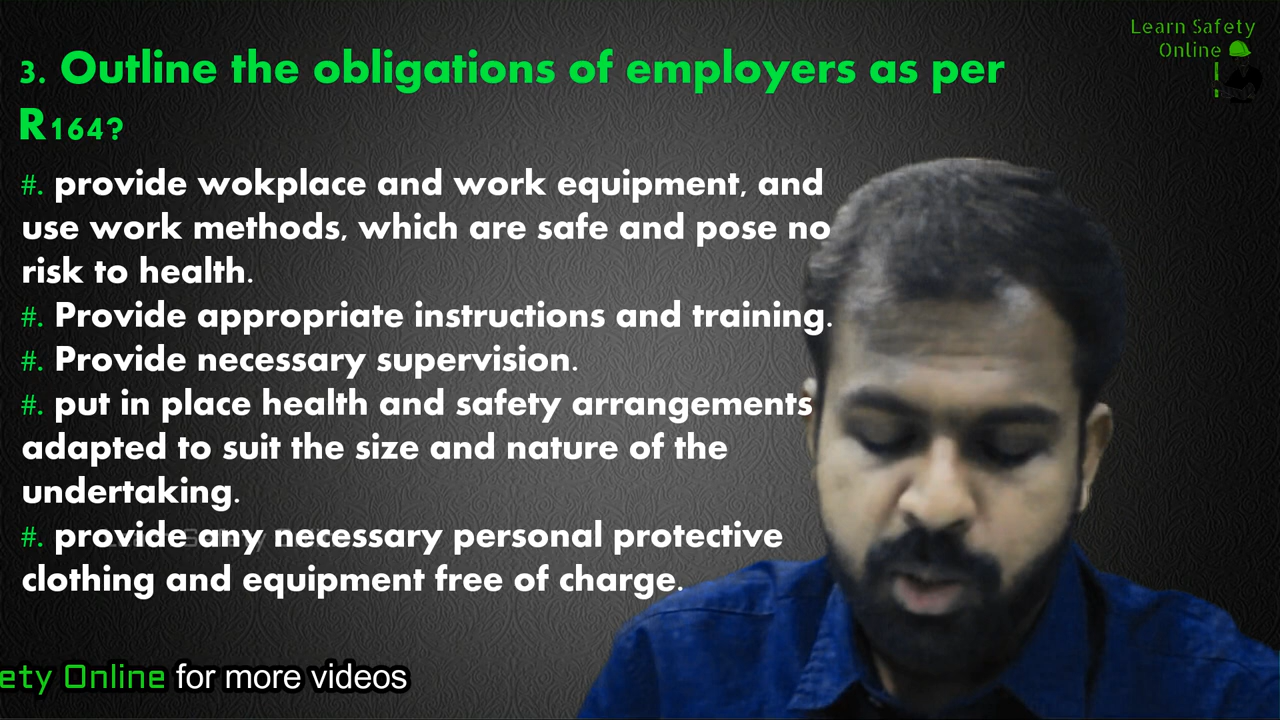 Learn Safety
Online
3. Outline the obligations of employers as per
R164?
#. provide wokplace and work equipment, and
use work methods, which are safe and pose no
risk to health.
#. Provide appropriate instructions and training.
#. Provide necessary supervision.
#. put in place health and safety arrangements
adapted to suit the size and nature of the
undertaking.
#. provide any necessary personal protective
clothing and equipment free of charge.
ety Online for more videos